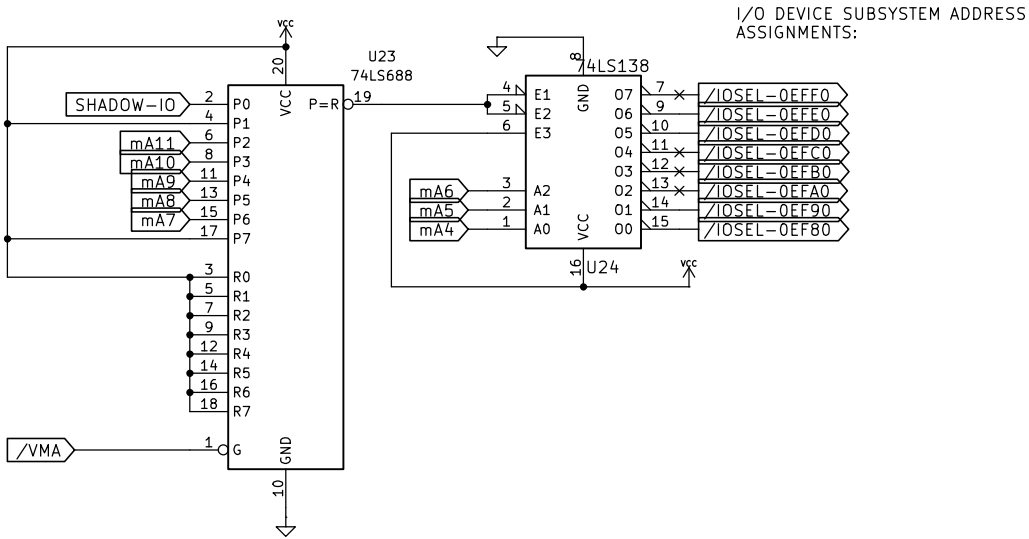 I/O DEVICE SUBSYSTEM ADDRESS
ASSIGNMENTS:
VCC
U23
74LS688
20
VCC
SHADOW-IO
2
P0
P=R
19
4
P1
mA11
6
P2
mA10
8
P3
mA9
11
P4
mA8
13
P5
mA7
15
P6
17
P7
3
R0
5
R1
7
R2
9
R3
12
R4
14
R5
16
R6
18
R7
/VMA
1
G
GND
10
8
74LS138
GND
4
E1
5
E2
6
E3
mA6
3
A2
mA5
2
A1
mA4
1
A0
O7
7
/IOSEL-0EFF0
O6
9
/IOSEL-0EFE0
O5
10
/IOSEL-0EFD0
O4
11
/IOSEL-0EFC0
O3
12
/IOSEL-0EFB0
O2
13
/IOSEL-0EFA0
O1
14
/IOSEL-0EF90
O0
15
/IOSEL-0EF80
VCC
16
U24
VCC